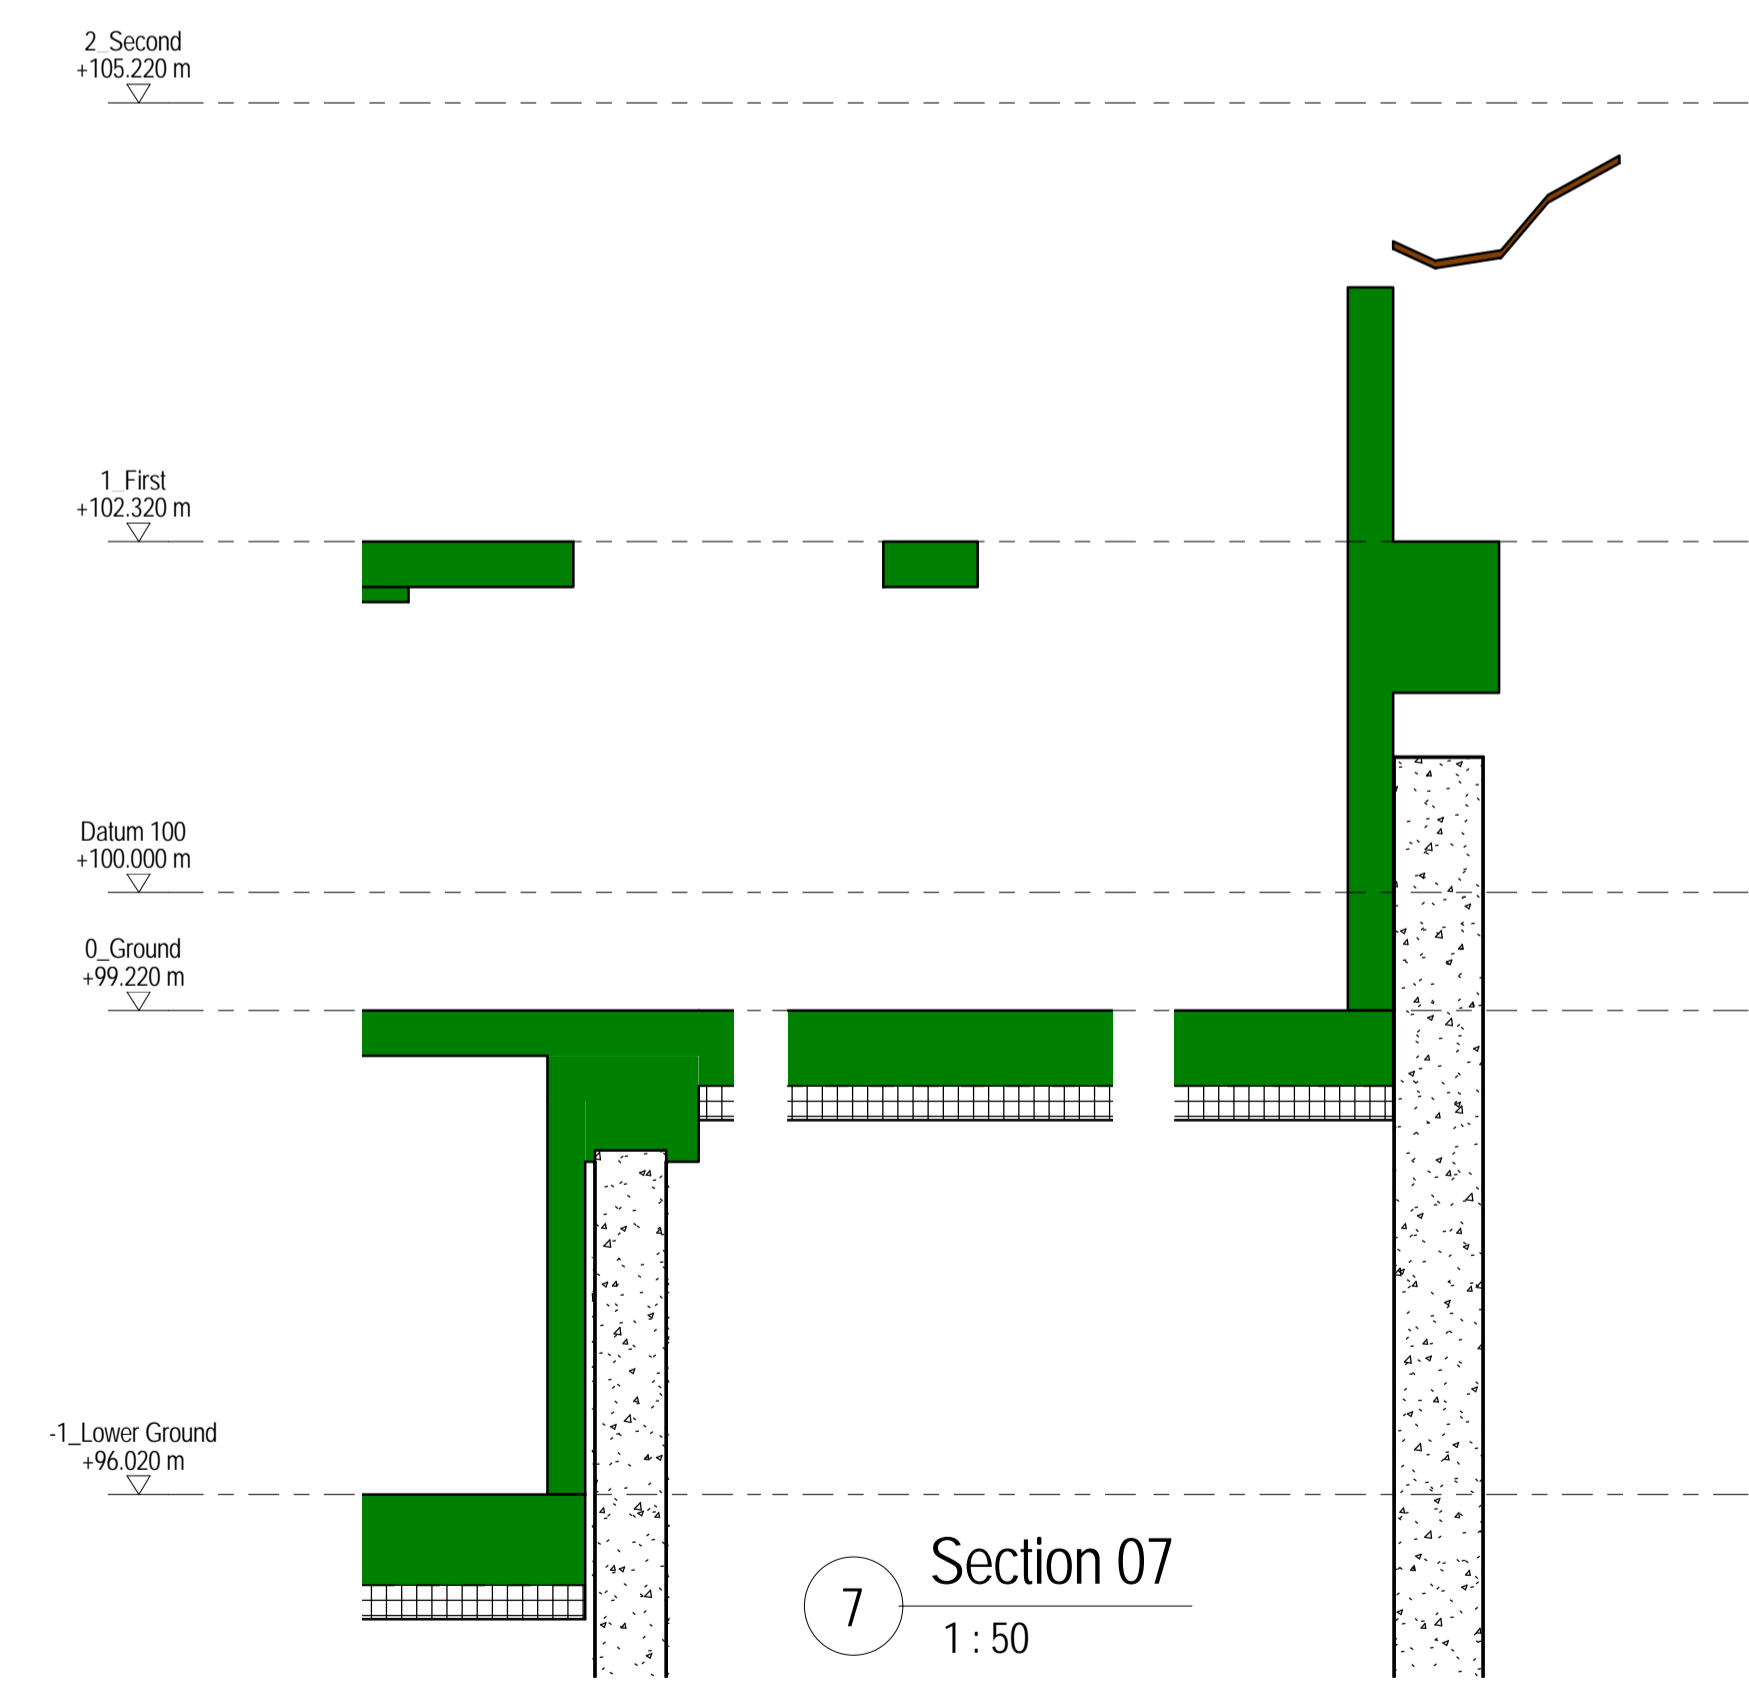 2_Second
+105.220 m
1_First
+102.320 m
Datum 100
+100.000 m
0_Ground
+99.220 m
-1_Lower Ground
+96.020 m
7
Section 07
1 : 50